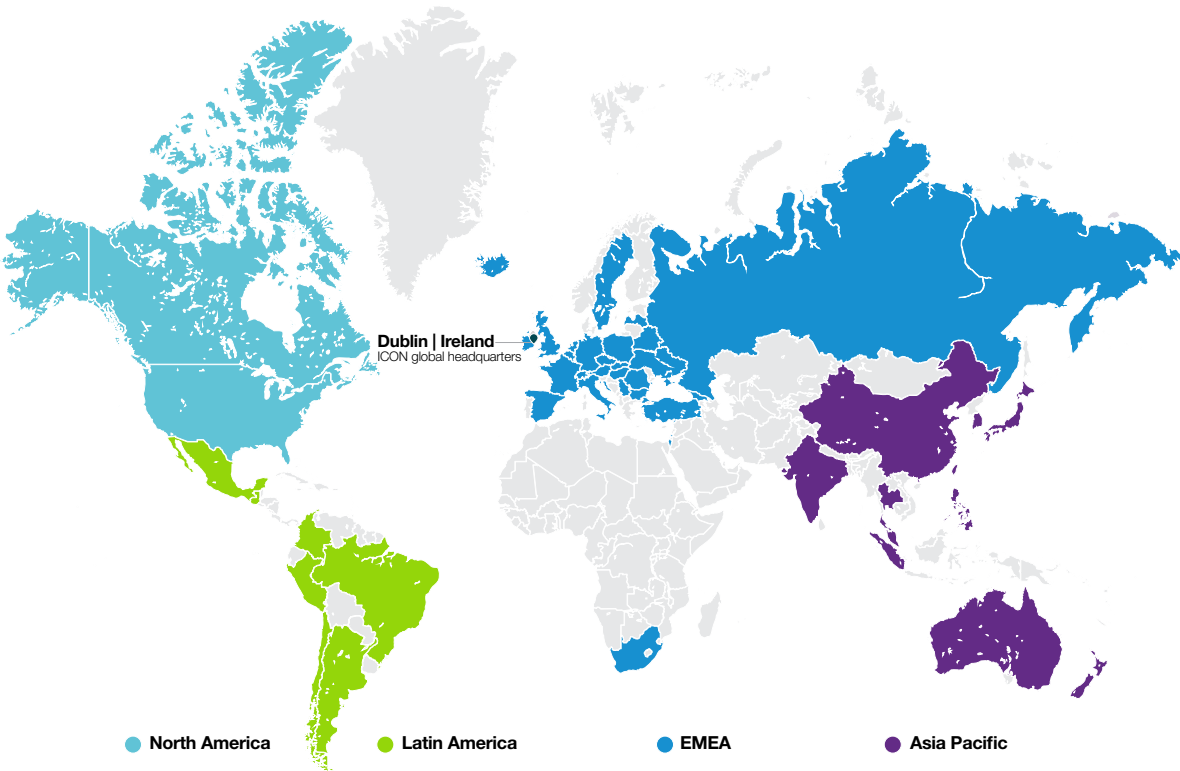 Dublin | Ireland
ICON global headquarters
North America
Latin America
EMEA
Asia Pacific